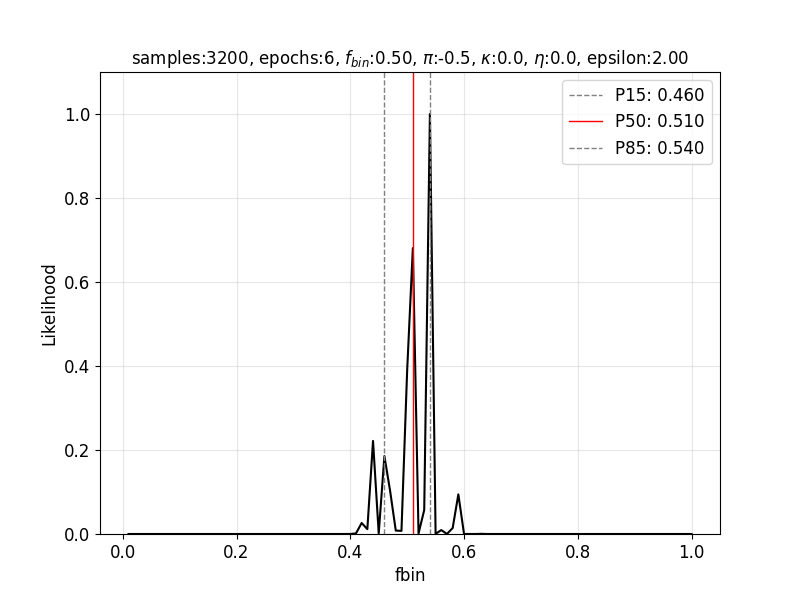 samples:3200, epochs:6, f_bin:0.50, π:-0.5, κ:0.0, η:0.0, epsilon:2.00
P15: 0.460
P50: 0.510
P85: 0.540
1.0
0.8
0.6
0.4
0.2
0.0
Likelihood
0.0 0.2 0.4 0.6 0.8 1.0
fbin